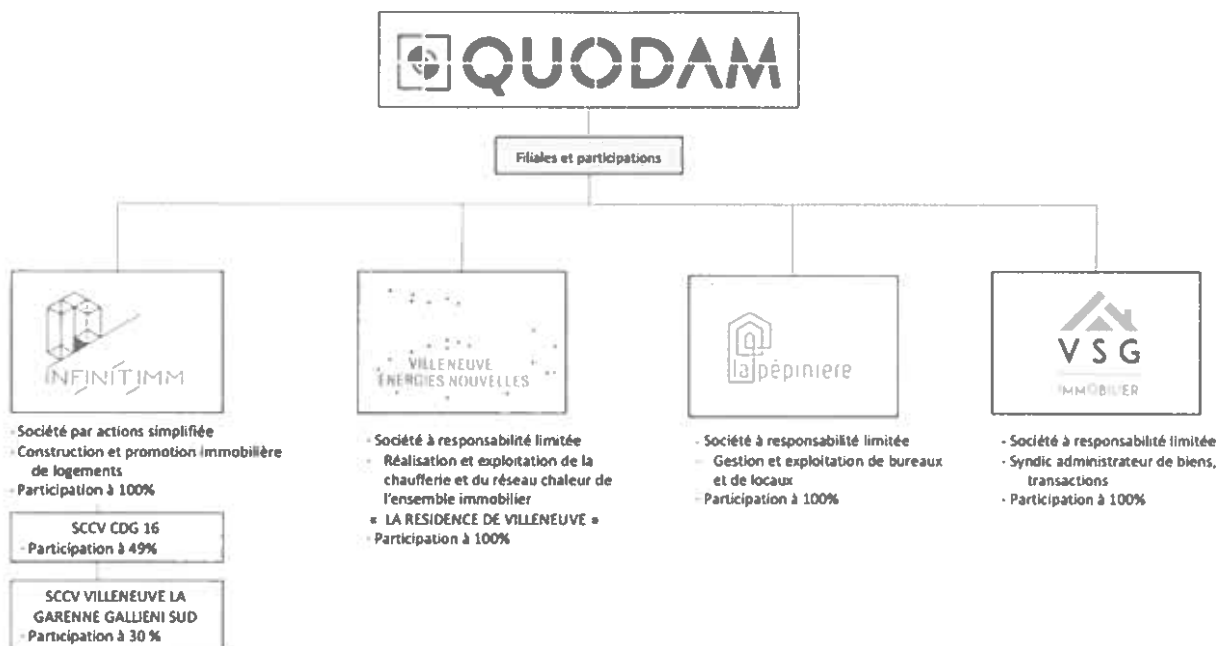 QUODAM
Filiales et participations
INFINITIMM
- Société par actions simplifiée
- Construction et promotion immobilière
de logements
- Participation à 100%
SCCV CDG 16
- Participation à 49%
SCCV VILLENEUVE LA
GARENNE GALLIENI SUD
- Participation à 30 %
VILLENEUVE
ENERGIES NOUVELLES
- Société à responsabilité limitée
- Réalisation et exploitation de la
chaufferie et du réseau chaleur de
l'ensemble immobilier
« LA RESIDENCE DE VILLENEUVE »
- Participation à 100%
la pépiniere
- Société à responsabilité limitée
- Gestion et exploitation de bureaux
et de locaux
- Participation à 100%
VSG
IMMOBILIER
- Société à responsabilité limitée
- Syndic administrateur de biens,
transactions
- Participation à 100%